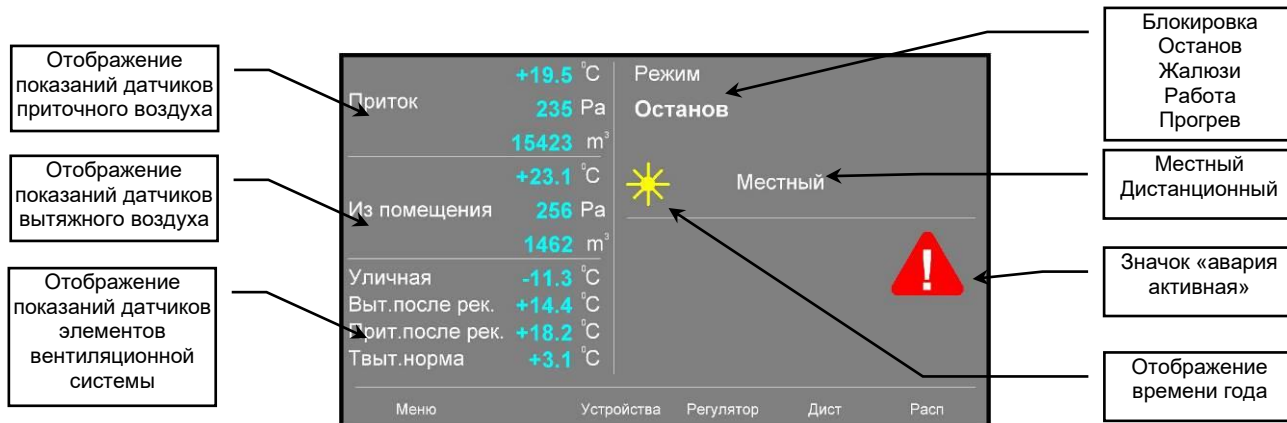 Отображение
показаний датчиков
приточного воздуха
Отображение
показаний датчиков
вытяжного воздуха
Отображение
показаний датчиков
элементов
вентиляционной
системы
+19.5 °C
Приток 235 Pa
15423 m³
+23.1 °C
Из помещения 256 Pa
1462 m³
Уличная -11.3 °C
Выт.после рек. +14.4 °C
Прит.после рек. +18.2 °C
Твыт.норма +3.1 °C
Режим
Останов
Местный
Меню Устройства Регулятор Дист Расп
Блокировка
Останов
Жалюзи
Работа
Прогрев
Местный
Дистанционный
Значок «авария
активная»
Отображение
времени года